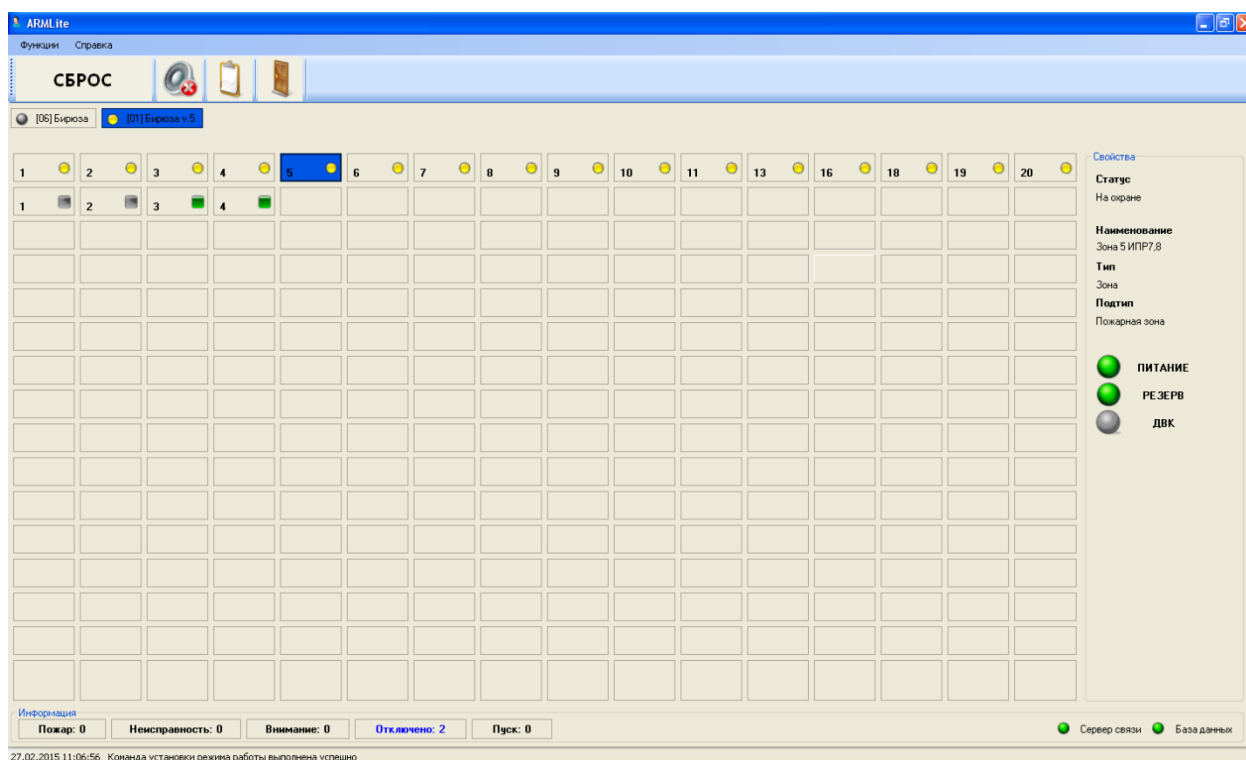 ARMLite
Функции Справка
СБРОС
[06] Бирюза [01] Бирюза v.5
1 2 3 4 5 6 7 8 9 10 11 13 16 18 19 20
1 2 3 4
Свойства
Статус
На охране
Наименование
Зона 5 ИПР7,8
Тип
Зона
Подтип
Пожарная зона
ПИТАНИЕ
РЕЗЕРВ
ДВК
Информация
Пожар: 0 Неисправность: 0 Внимание: 0 Отключено: 2 Пуск: 0
Сервер связи База данных
27.02.2015 11:06:56 Команда установки режима работы выполнена успешно